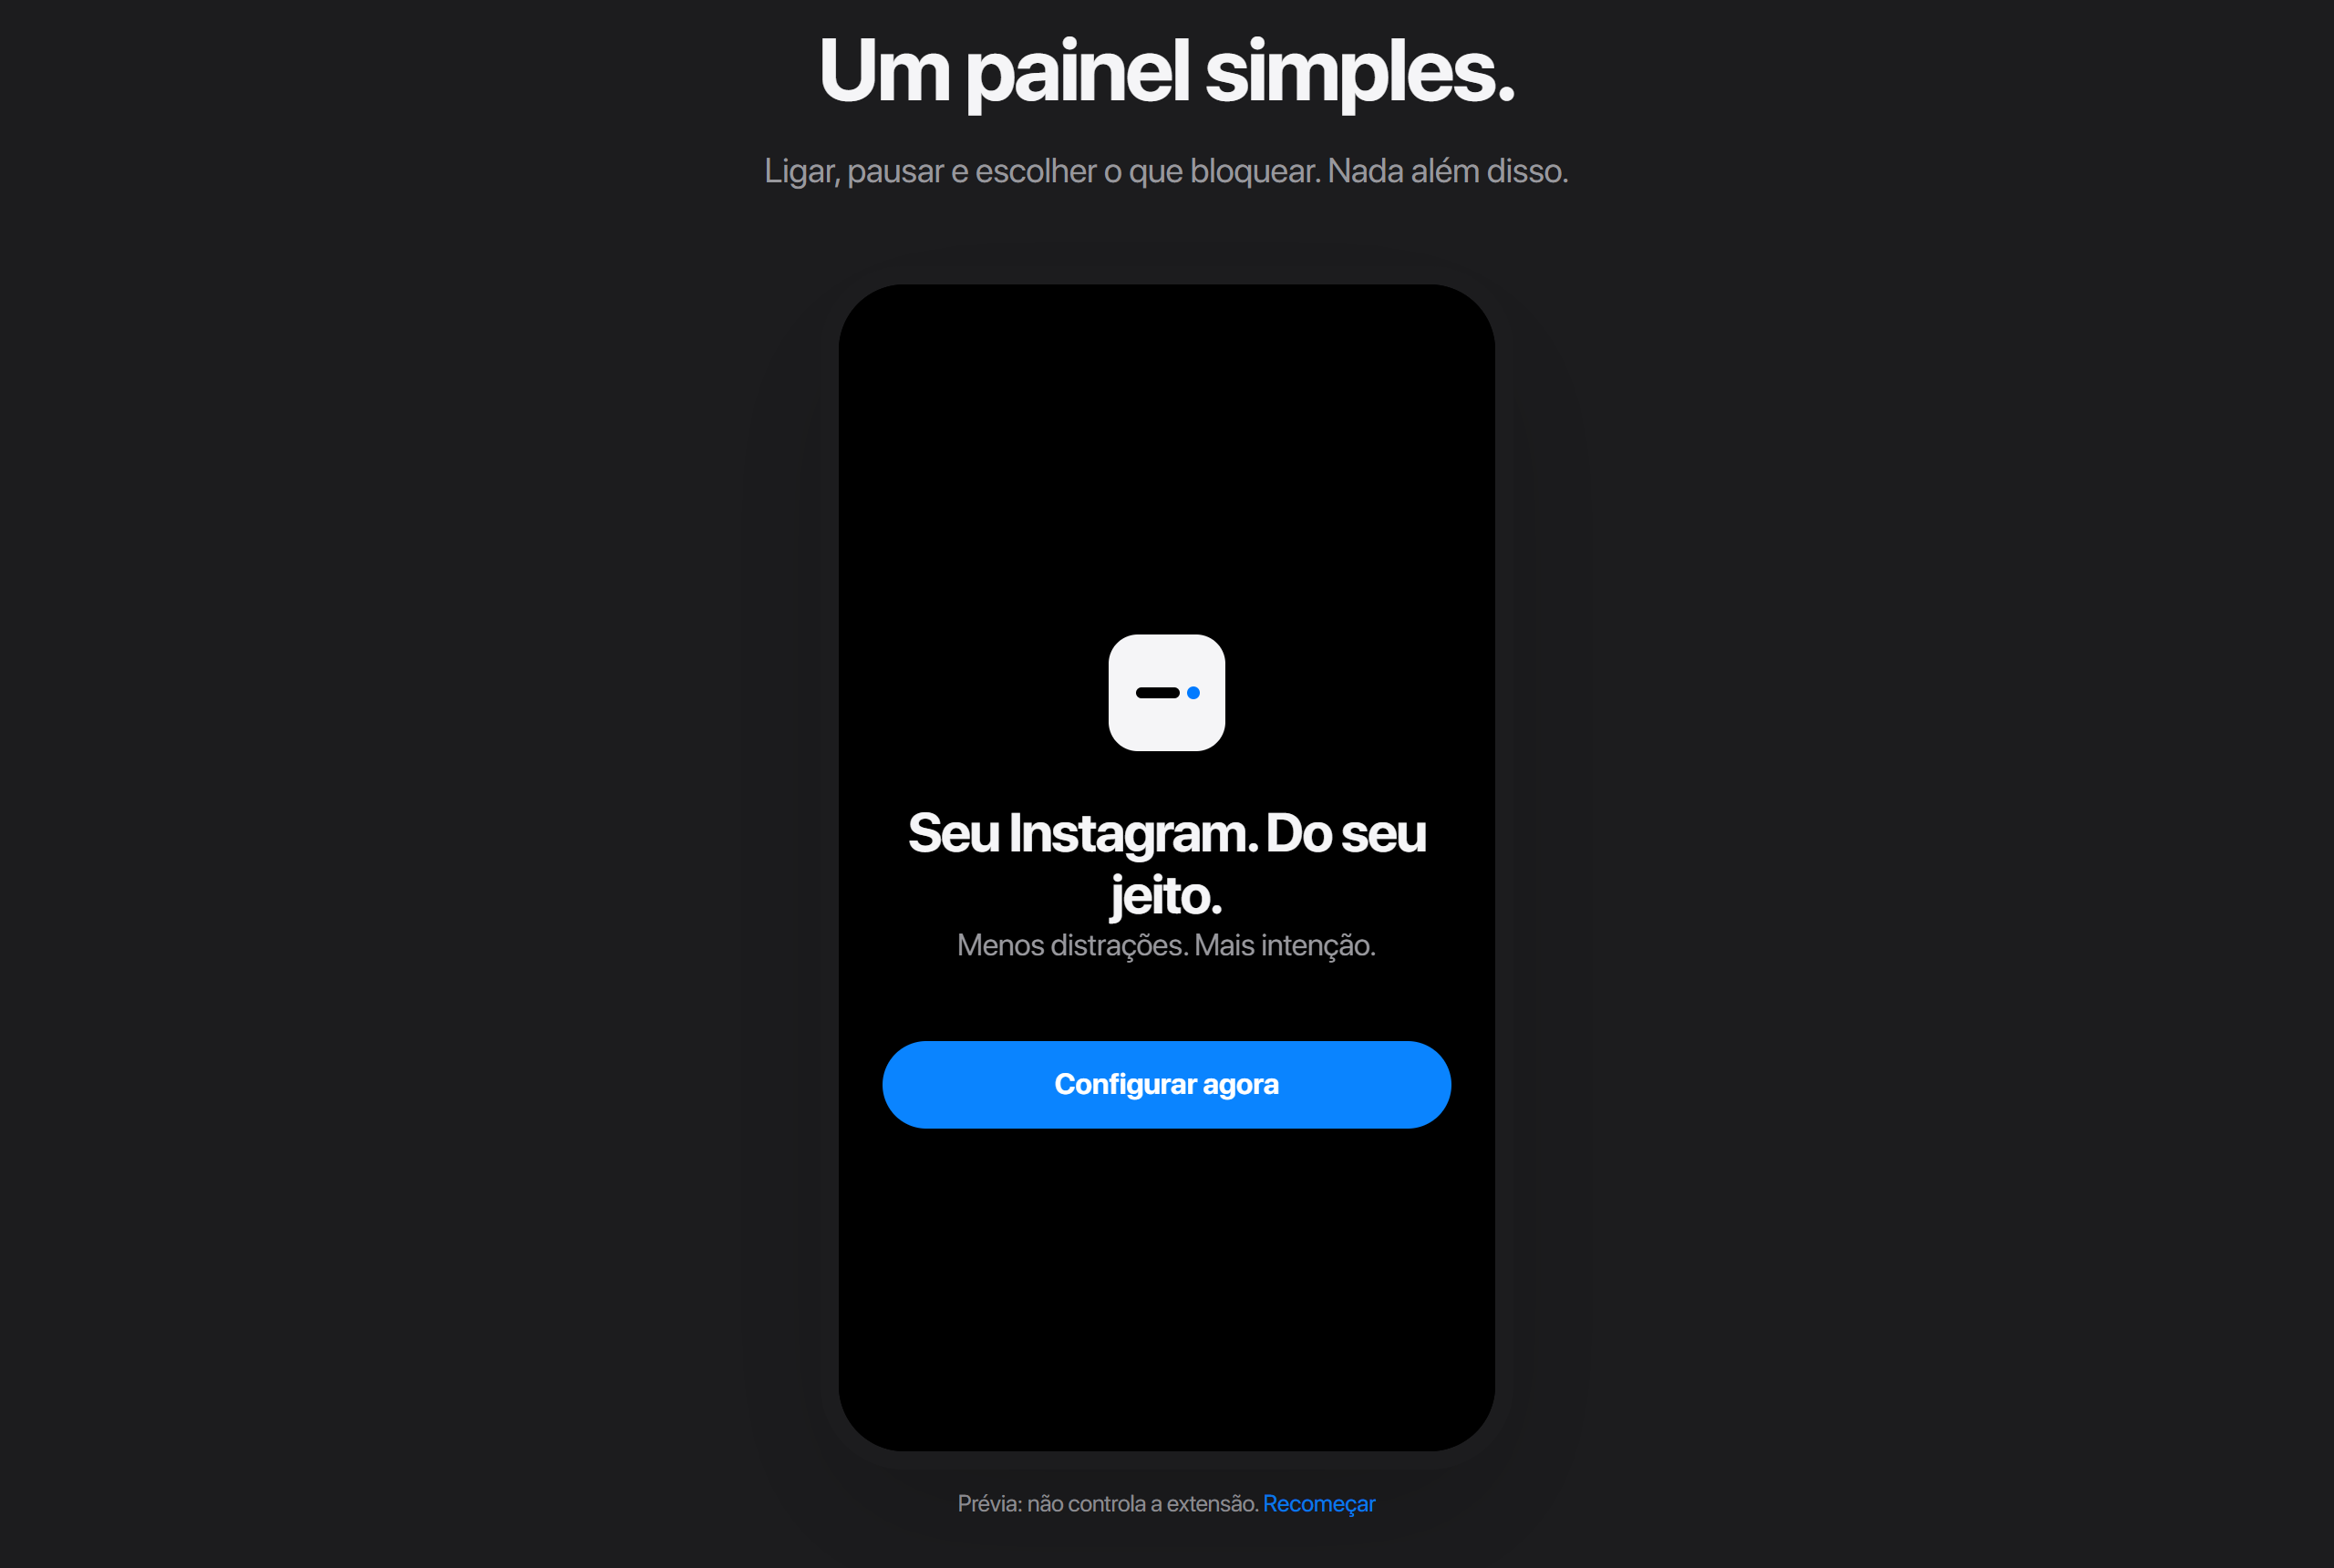 Um painel simples.
Ligar, pausar e escolher o que bloquear. Nada além disso.
Seu Instagram. Do seu
jeito.
Menos distrações. Mais intenção.
Configurar agora
Prévia: não controla a extensão. Recomeçar